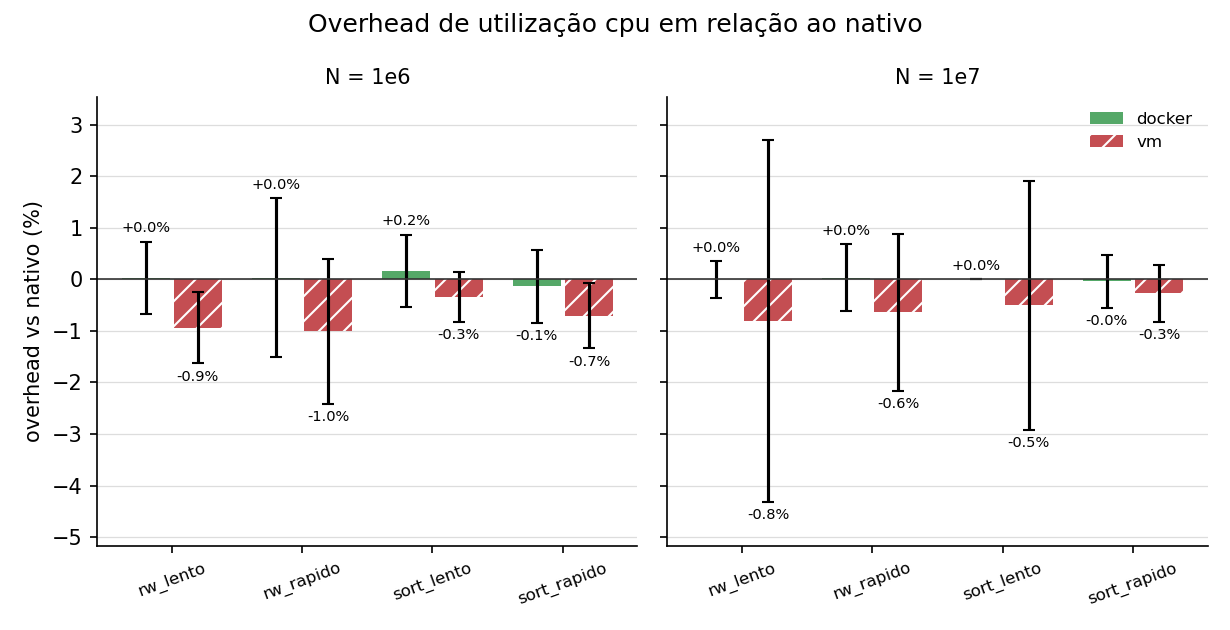 Overhead de utilização cpu em relação ao nativo
N = 1e6
N = 1e7
overhead vs nativo (%)
3
2
1
0
−1
−2
−3
−4
−5
+0.0%
-0.9%
+0.0%
-1.0%
+0.2%
-0.3%
-0.1%
-0.7%
rw_lento
rw_rapido
sort_lento
sort_rapido
docker
vm
+0.0%
-0.8%
+0.0%
-0.6%
+0.0%
-0.5%
-0.0%
-0.3%
rw_lento
rw_rapido
sort_lento
sort_rapido